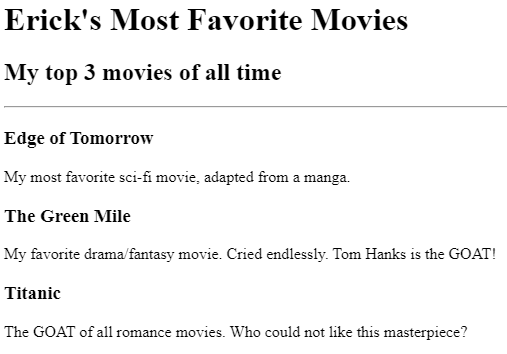 Erick's Most Favorite Movies
My top 3 movies of all time
Edge of Tomorrow
My most favorite sci-fi movie, adapted from a manga.
The Green Mile
My favorite drama/fantasy movie. Cried endlessly. Tom Hanks is the GOAT!
Titanic
The GOAT of all romance movies. Who could not like this masterpiece?